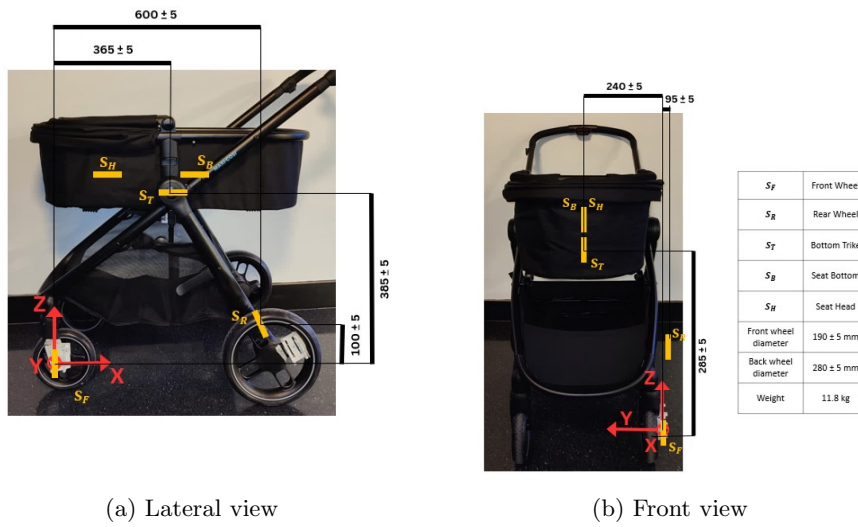 600 ± 5
365 ± 5
S_H
S_B
S_T
385 ± 5
S_R
100 ± 5
Z
Y
X
S_F
240 ± 5
95 ± 5
S_B
S_H
S_T
285 ± 5
Z
Y
X
S_F
S_F Front Whee
S_R Rear Wheel
S_T Bottom Trike
S_B Seat Bottom
S_H Seat Head
Front wheel diameter 190 ± 5 mm
Back wheel diameter 280 ± 5 mm
Weight 11.8 kg
(a) Lateral view
(b) Front view